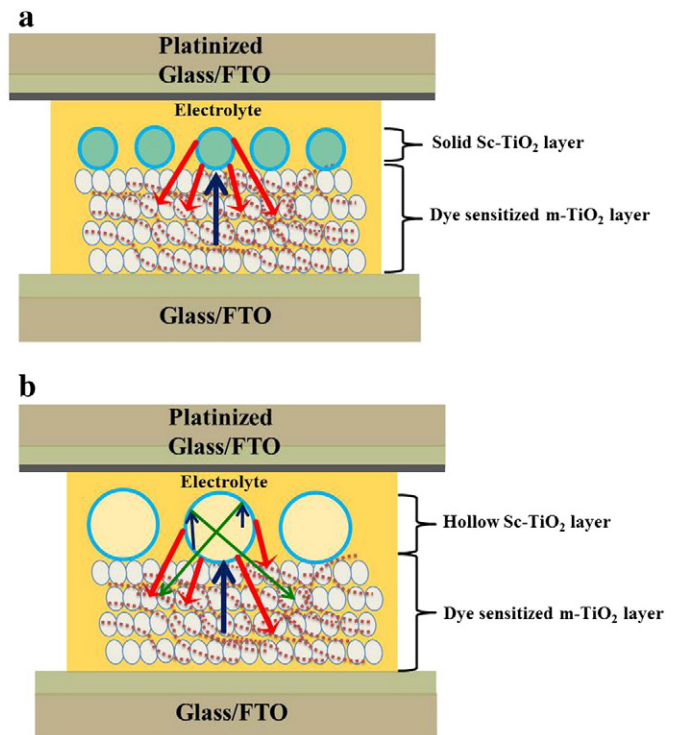 a
Platinized
Glass/FTO
Electrolyte
Solid Sc-TiO₂ layer
Dye sensitized m-TiO₂ layer
Glass/FTO
b
Platinized
Glass/FTO
Electrolyte
Hollow Sc-TiO₂ layer
Dye sensitized m-TiO₂ layer
Glass/FTO